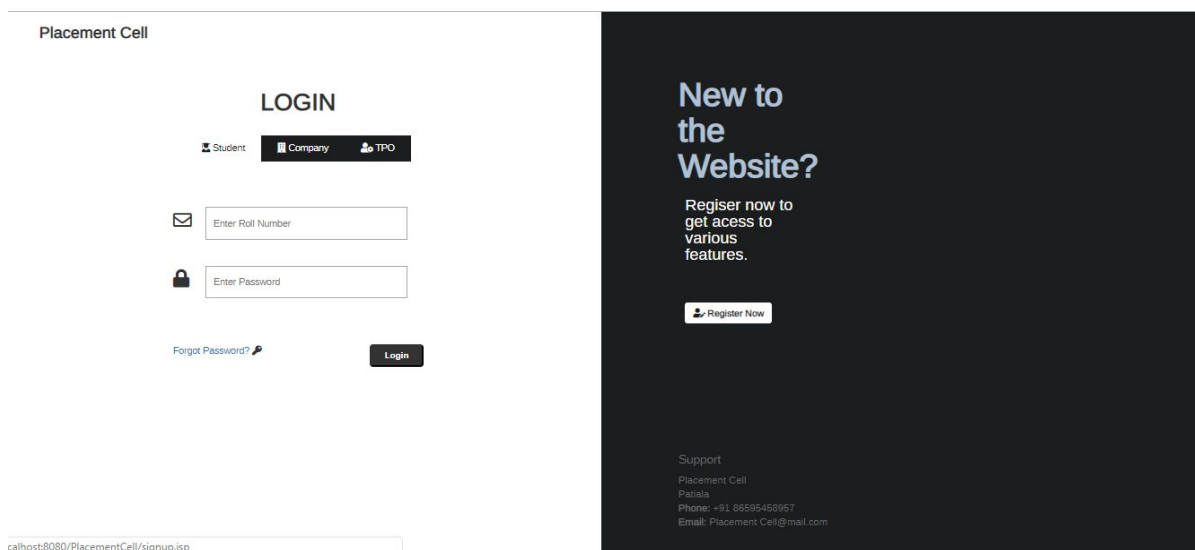 Placement Cell
LOGIN
Student Company TPO
Enter Roll Number
Enter Password
Forgot Password? Login
New to
the
Website?
Regiser now to
get acess to
various
features.
Register Now
Support
Placement Cell
Patiala
Phone: +91 86595458957
Email: Placement Cell@mail.com
calhost:8080/PlacementCell/signup.jsp